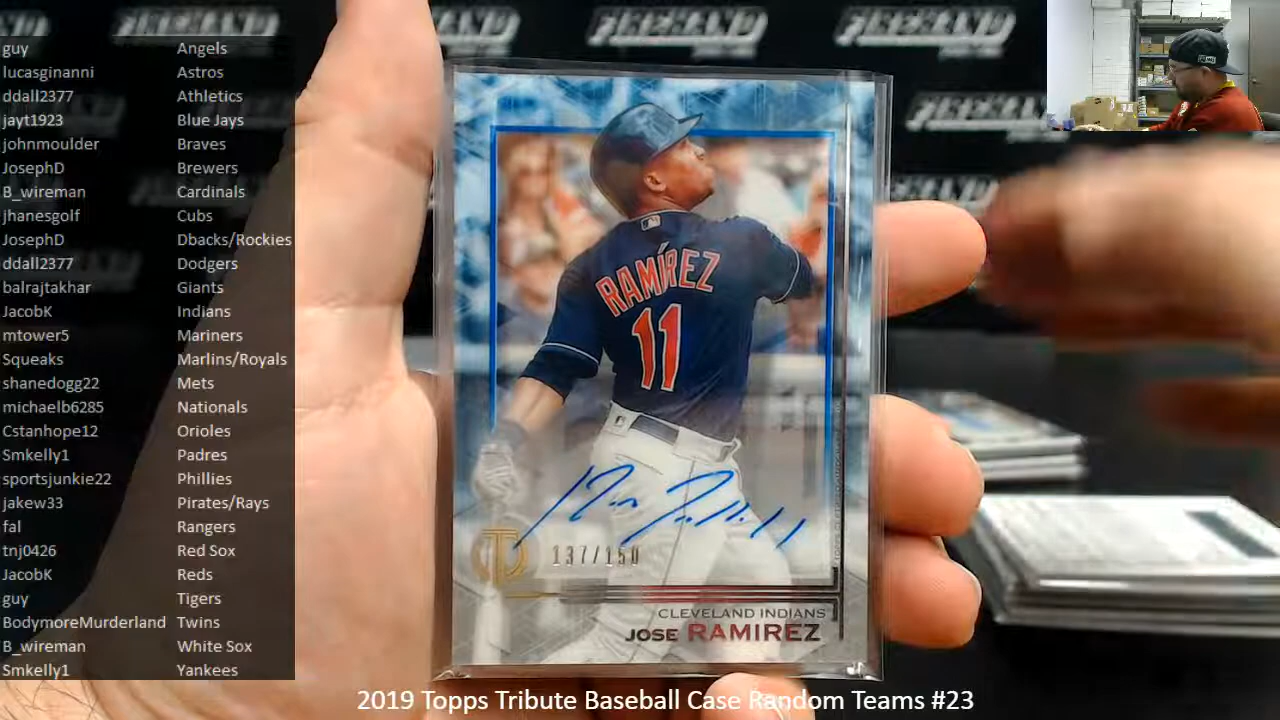 guy Angels
lucasginanni Astros
ddall2377 Athletics
jayt1923 Blue Jays
johnmoulder Braves
JosephD Brewers
B_wireman Cardinals
jhanesgolf Cubs
JosephD Dbacks/Rockies
ddall2377 Dodgers
balrajtakhar Giants
JacobK Indians
mtower5 Mariners
Squeaks Marlins/Royals
shanedogg22 Mets
michaelb6285 Nationals
Cstanhope12 Orioles
Smkelly1 Padres
sportsjunkie22 Phillies
jakew33 Pirates/Rays
fal Rangers
tnj0426 Red Sox
JacobK Reds
guy Tigers
BodymoreMurderland Twins
B_wireman White Sox
Smkelly1 Yankees
FIREHAND
FIREHAND
FIREHAND
RAMÍREZ
11
137/150
CLEVELAND INDIANS
JOSE RAMIREZ
2019 Topps Tribute Baseball Case Random Teams #23